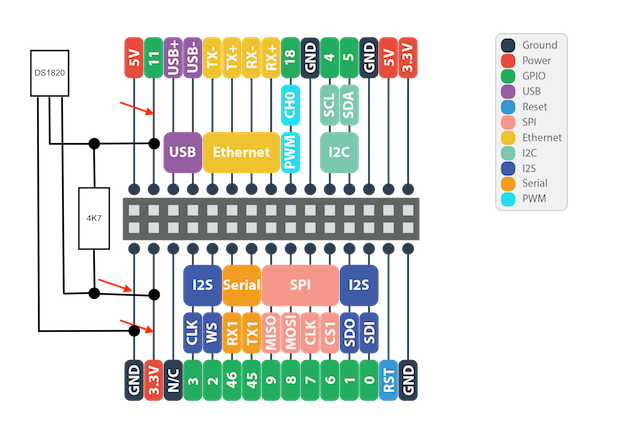 5V 11 USB+ USB- TX- TX+ RX- RX+ 18 GND 4 5 GND 5V 3.3V
DS1820
CH0 SCL SDA
USB Ethernet PWM I2C
4K7
I2S Serial SPI I2S
CLK WS RX1 TX1 MISO MOSI CLK CS1 SDO SDI
GND 3.3V N/C 3 2 46 45 9 8 7 6 1 0 RST GND
Ground
Power
GPIO
USB
Reset
SPI
Ethernet
I2C
I2S
Serial
PWM